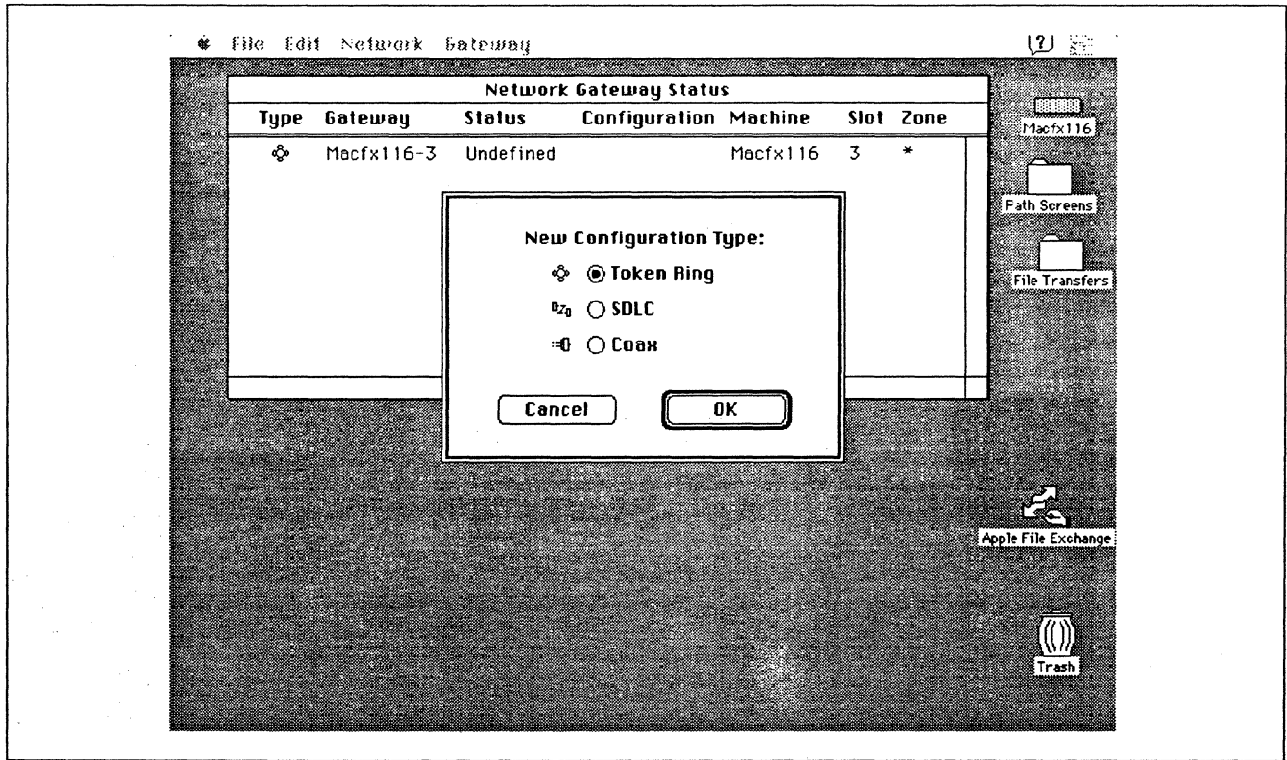 File Edit Network Gateway
Network Gateway Status
Type Gateway Status Configuration Machine Slot Zone
Macfx116-3 Undefined Macfx116 3 *
New Configuration Type:
Token Ring
SDLC
Coax
Cancel OK
Macfx116
Path Screens
File Transfers
Apple File Exchange
Trash